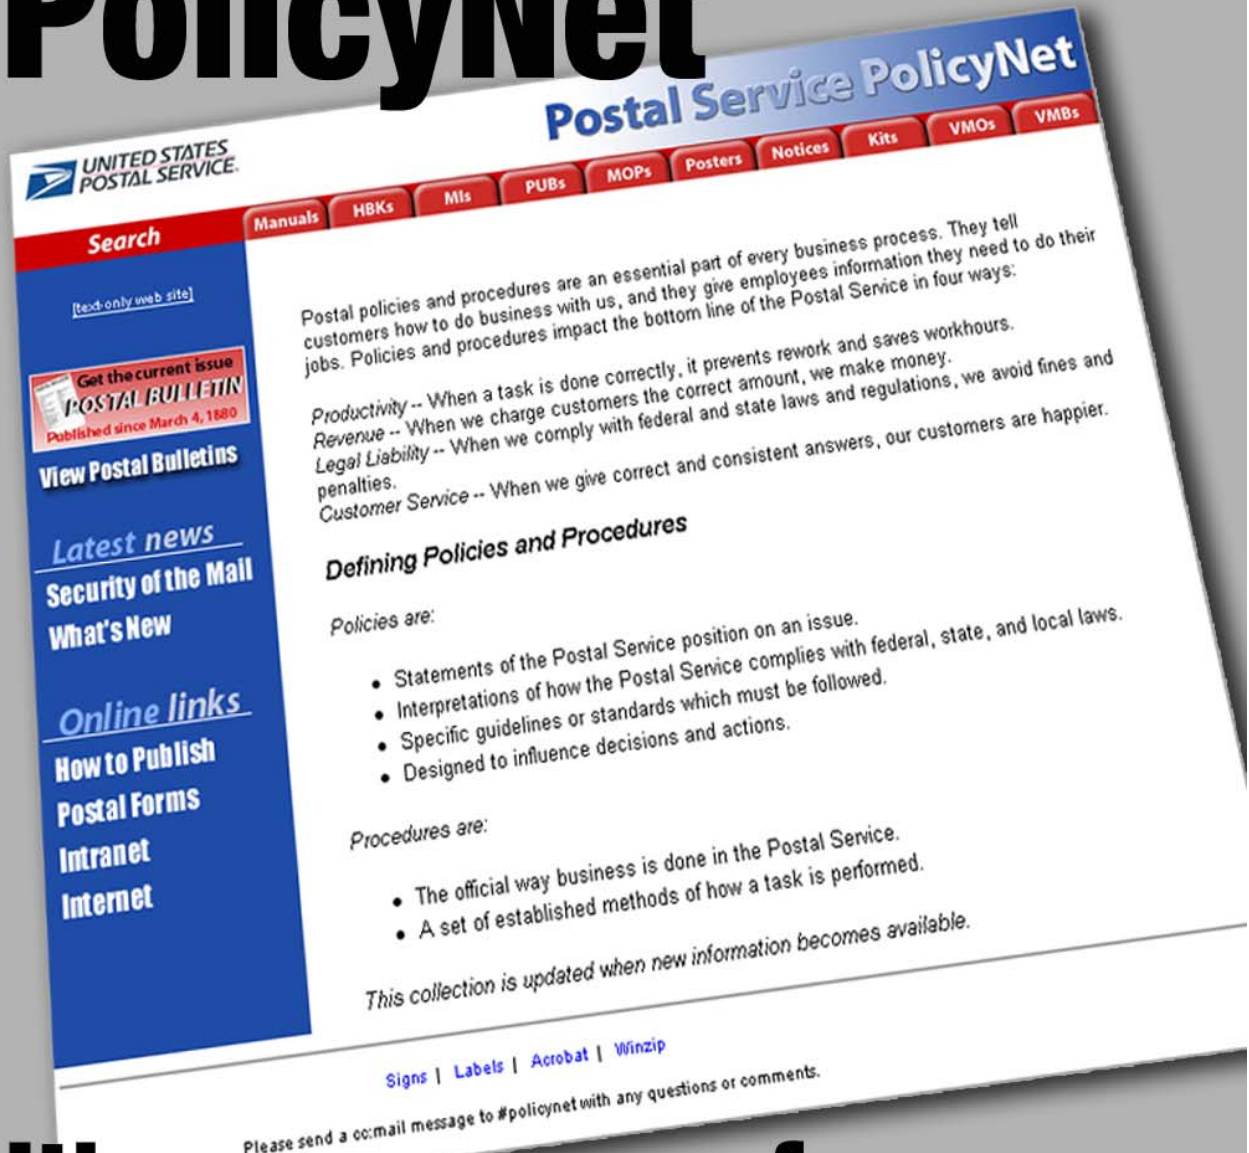 PolicyNet
Postal Service PolicyNet
UNITED STATES
POSTAL SERVICE.
Manuals
HBKs
MIs
PUBs
MOPs
Posters
Notices
Kits
VMOs
VMBs
Search
[text-only web site]
Get the current issue
POSTAL BULLETIN
Published since March 4, 1880
View Postal Bulletins
Latest news
Security of the Mail
What's New
Online links
How to Publish
Postal Forms
Intranet
Internet
Postal policies and procedures are an essential part of every business process. They tell
customers how to do business with us, and they give employees information they need to do their
jobs. Policies and procedures impact the bottom line of the Postal Service in four ways:
Productivity -- When a task is done correctly, it prevents rework and saves workhours.
Revenue -- When we charge customers the correct amount, we make money.
Legal Liability -- When we comply with federal and state laws and regulations, we avoid fines and
penalties.
Customer Service -- When we give correct and consistent answers, our customers are happier.
Defining Policies and Procedures
Policies are:
• Statements of the Postal Service position on an issue.
• Interpretations of how the Postal Service complies with federal, state, and local laws.
• Specific guidelines or standards which must be followed.
• Designed to influence decisions and actions.
Procedures are:
• The official way business is done in the Postal Service.
• A set of established methods of how a task is performed.
This collection is updated when new information becomes available.
Signs | Labels | Acrobat | Winzip
Please send a cc:mail message to #policynet with any questions or comments.